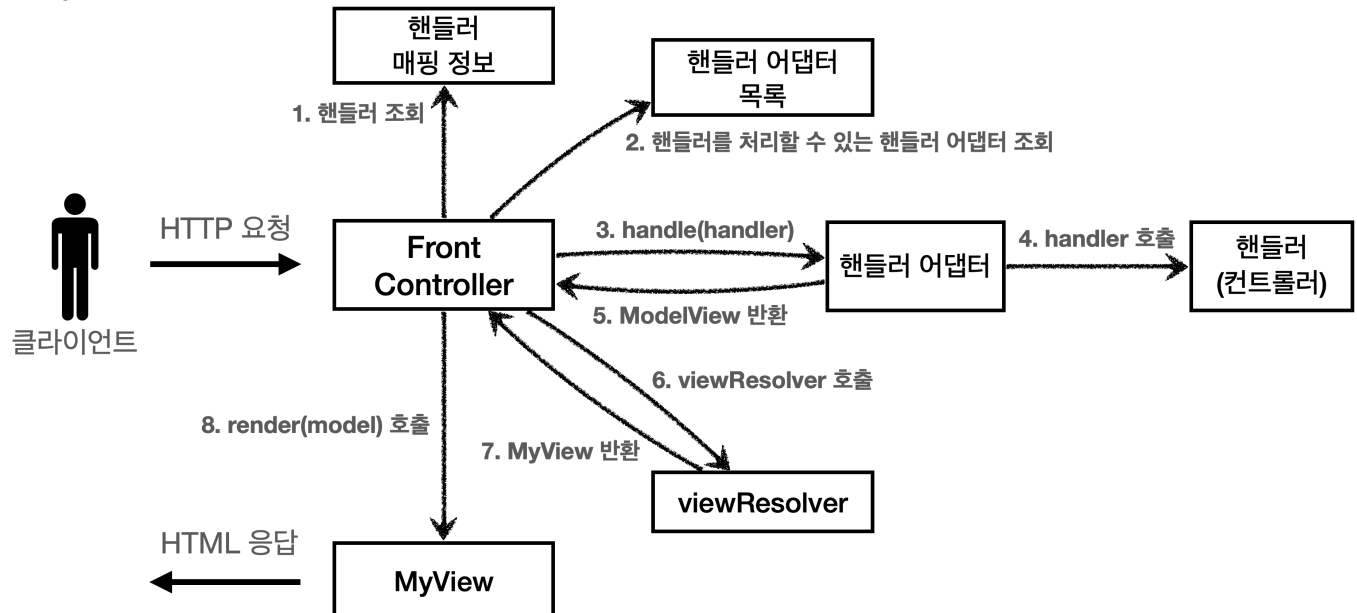 핸들러
매핑 정보
핸들러 어댑터
목록
1. 핸들러 조회
2. 핸들러를 처리할 수 있는 핸들러 어댑터 조회
HTTP 요청
Front
Controller
3. handle(handler)
핸들러 어댑터
4. handler 호출
핸들러
(컨트롤러)
5. ModelView 반환
클라이언트
6. viewResolver 호출
8. render(model) 호출
7. MyView 반환
viewResolver
HTML 응답
MyView